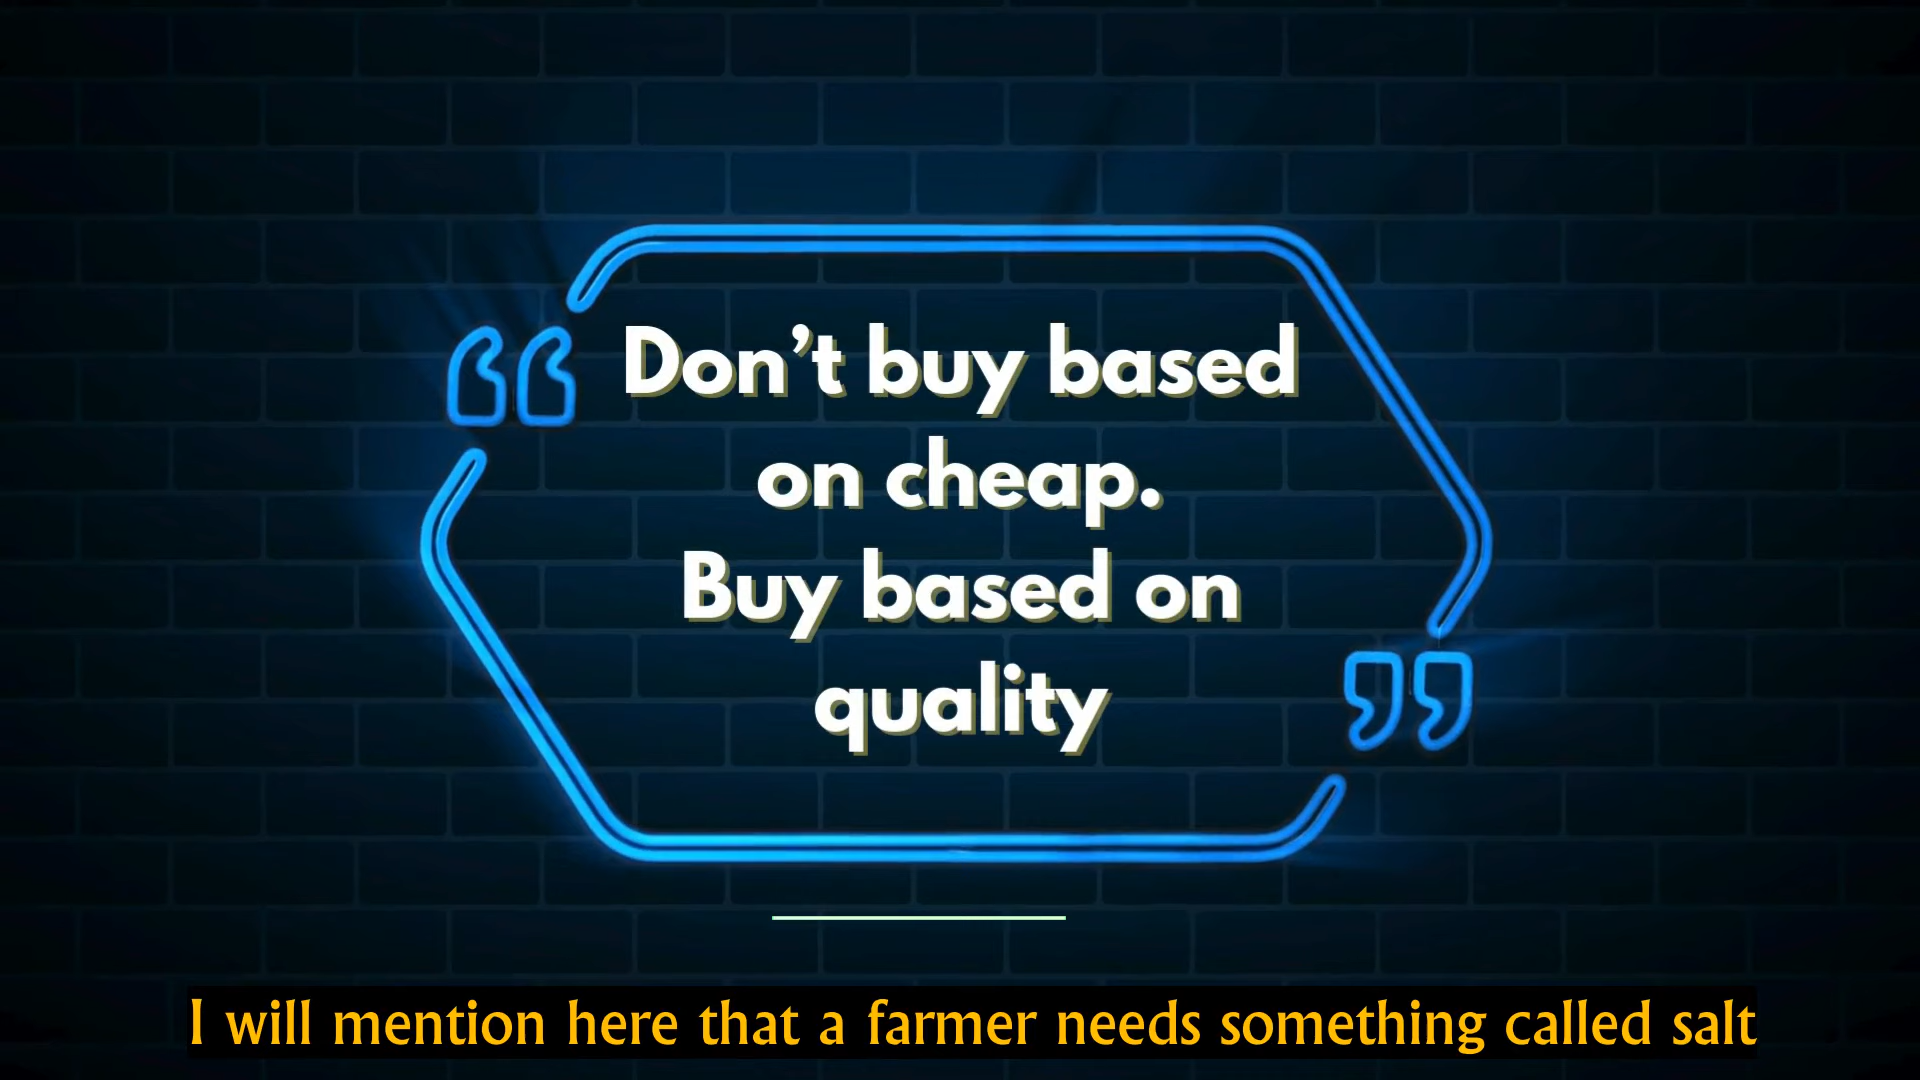 Don’t buy based
on cheap.
Buy based on
quality
I will mention here that a farmer needs something called salt